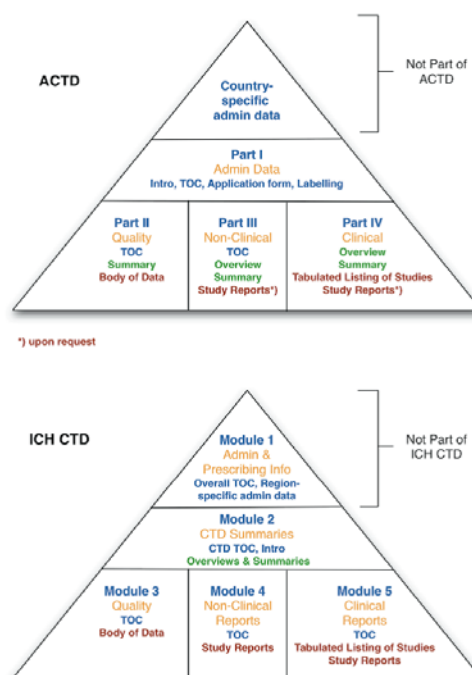 ACTD
Not Part of
ACTD
Country-
specific
admin data
Part I
Admin Data
Intro, TOC, Application form, Labelling
Part II
Quality
TOC
Summary
Body of Data
Part III
Non-Clinical
TOC
Overview
Summary
Study Reports*)
Part IV
Clinical
Overview
Summary
Tabulated Listing of Studies
Study Reports*)
*) upon request
ICH CTD
Not Part of
ICH CTD
Module 1
Admin &
Prescribing Info
Overall TOC, Region-
specific admin data
Module 2
CTD Summaries
CTD TOC, Intro
Overviews & Summaries
Module 3
Quality
TOC
Body of Data
Module 4
Non-Clinical
Reports
TOC
Study Reports
Module 5
Clinical
Reports
TOC
Tabulated Listing of Studies
Study Reports